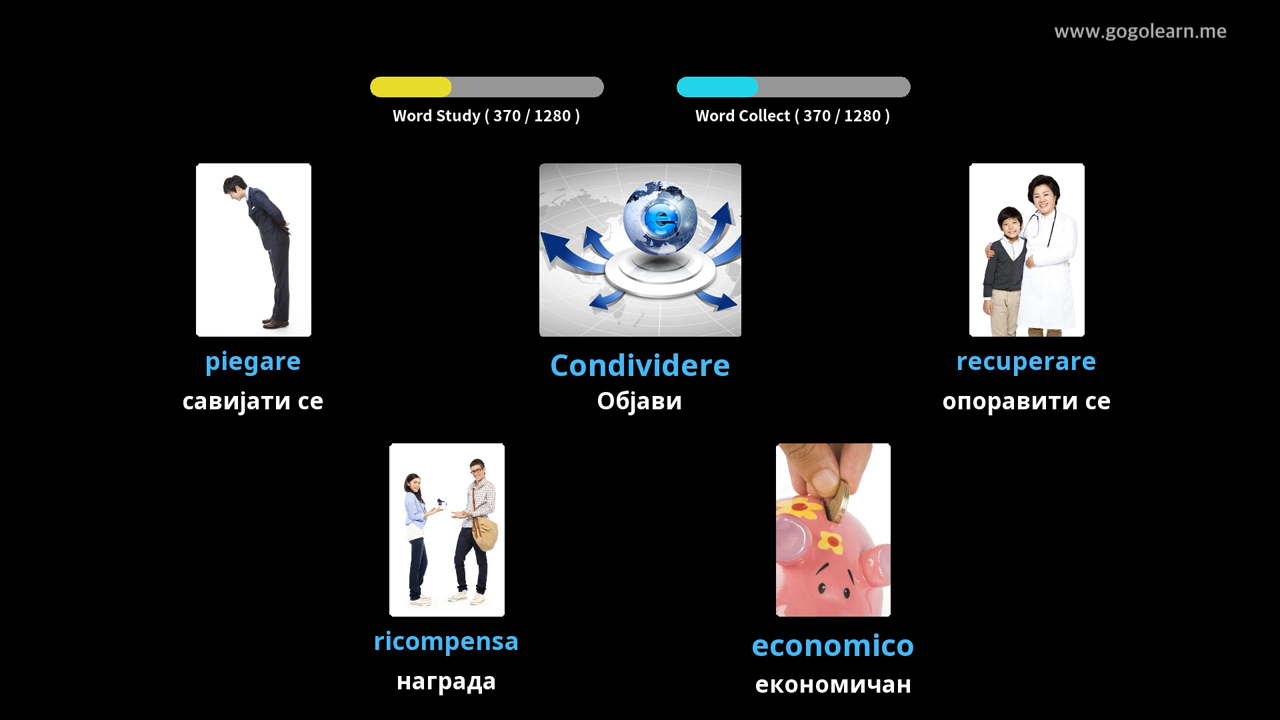 www.gogolearn.me
Word Study ( 370 / 1280 )
Word Collect ( 370 / 1280 )
piegare
савијати се
Condividere
Објави
recuperare
опоравити се
ricompensa
награда
economico
економичан